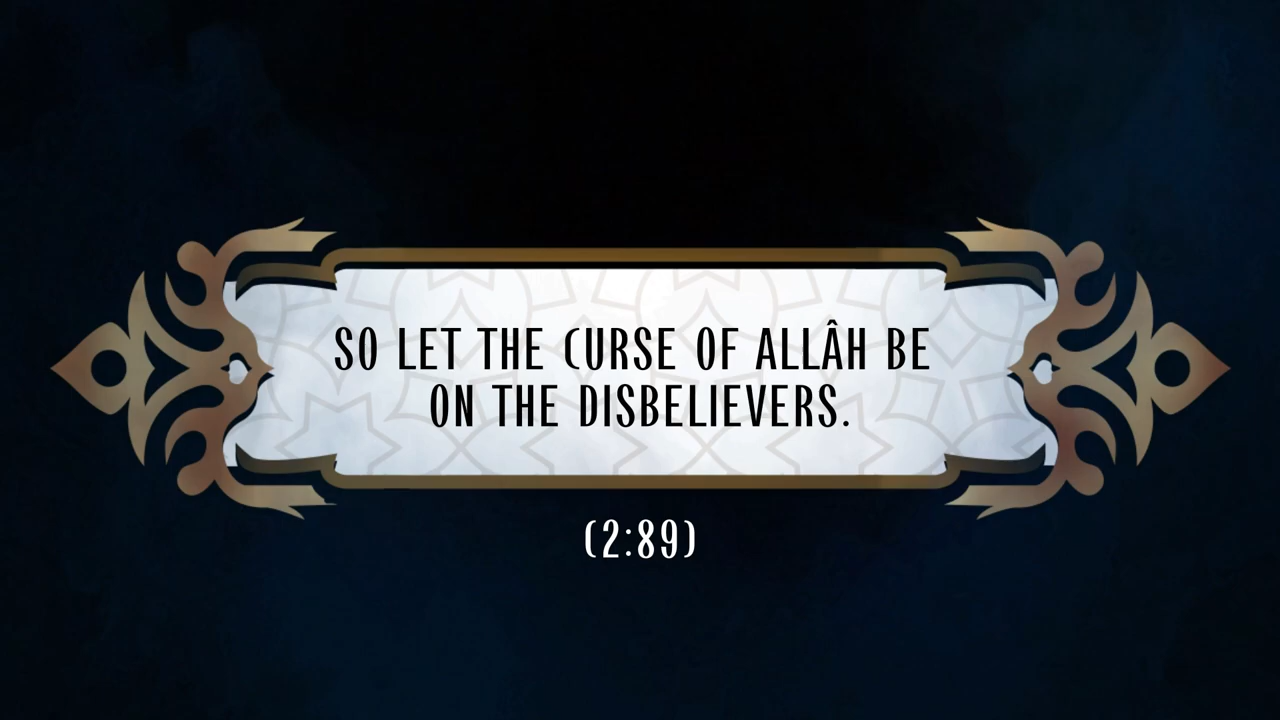 SO LET THE CURSE OF ALLÂH BE
ON THE DISBELIEVERS.
(2:89)